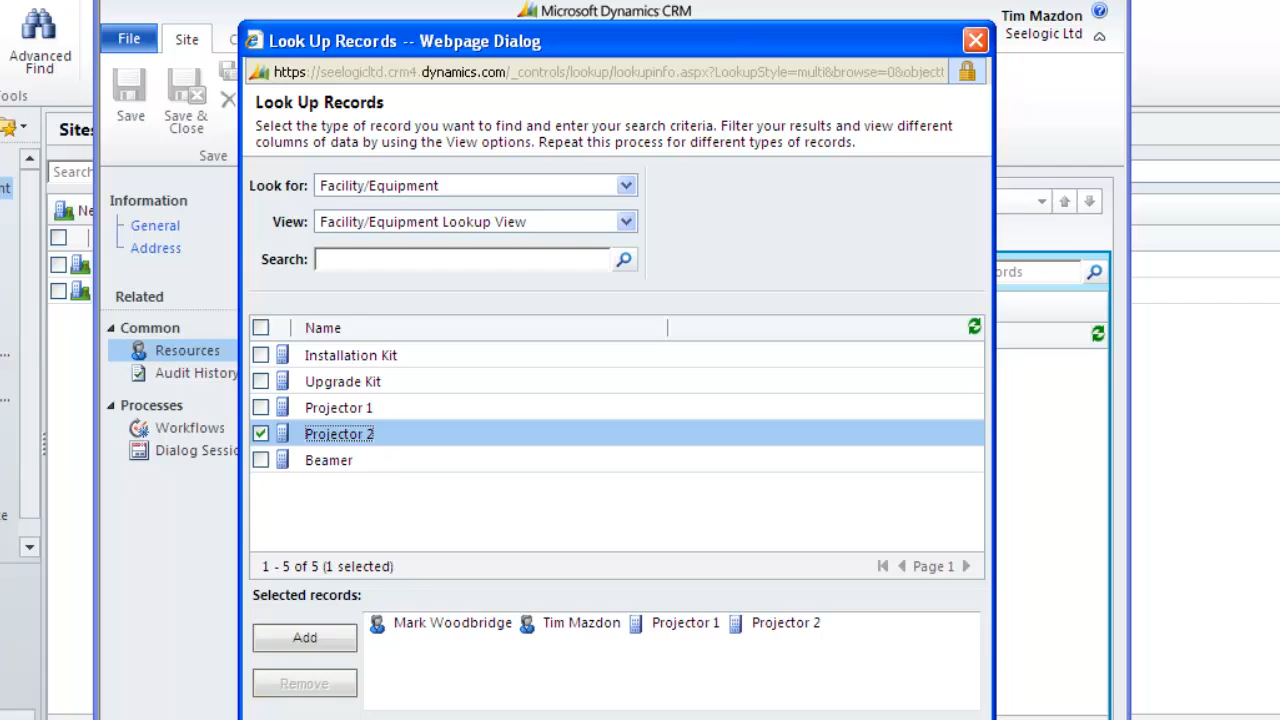 Microsoft Dynamics CRM
Tim Mazdon
Seelogic Ltd
Advanced
Find
ools
File
Site
C
Save
Save &
Close
Save
Look Up Records -- Webpage Dialog
https://seelogicltd.crm4.dynamics.com/_controls/lookup/lookupinfo.aspx?LookupStyle=multi&browse=0&object
Look Up Records
Select the type of record you want to find and enter your search criteria. Filter your results and view different
columns of data by using the View options. Repeat this process for different types of records.
Look for:
Facility/Equipment
View:
Facility/Equipment Lookup View
Search:
Sites
Search
nt
Ne
Information
General
Address
Related
Common
Resources
Audit History
Processes
Workflows
Dialog Sessio
...
...
te
ords
Name
Installation Kit
Upgrade Kit
Projector 1
Projector 2
Beamer
1 - 5 of 5 (1 selected)
Page 1
Selected records:
Add
Remove
Mark Woodbridge Tim Mazdon Projector 1 Projector 2